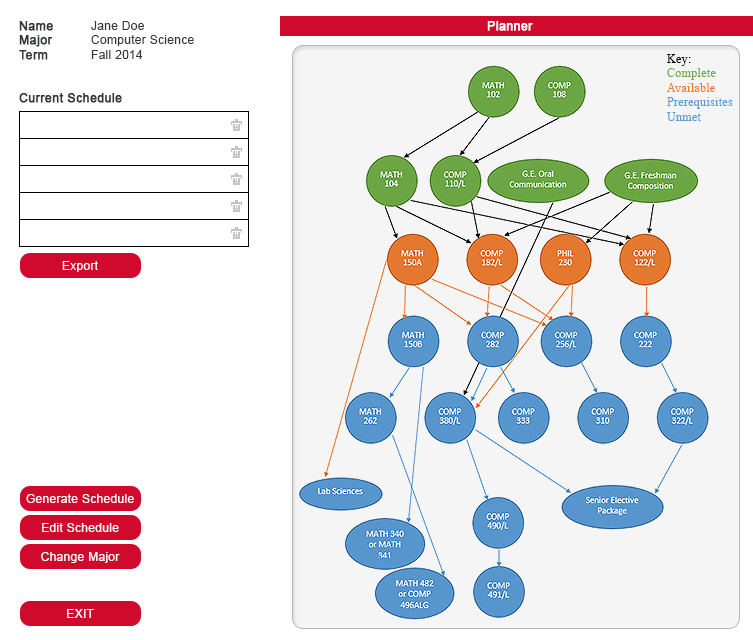 Name Jane Doe
Major Computer Science
Term Fall 2014
Current Schedule
Export
Generate Schedule
Edit Schedule
Change Major
EXIT
Planner
Key:
Complete
Available
Prerequisites
Unmet
MATH
102
COMP
108
MATH
104
COMP
110/L
G.E. Oral
Communication
G.E. Freshman
Composition
MATH
150A
COMP
182/L
PHIL
230
COMP
122/L
MATH
150B
COMP
282
COMP
256/L
COMP
222
MATH
262
COMP
380/L
COMP
333
COMP
310
COMP
322/L
Lab Sciences
Senior Elective
Package
COMP
490/L
MATH 340
or MATH
341
MATH 482
or COMP
496ALG
COMP
491/L